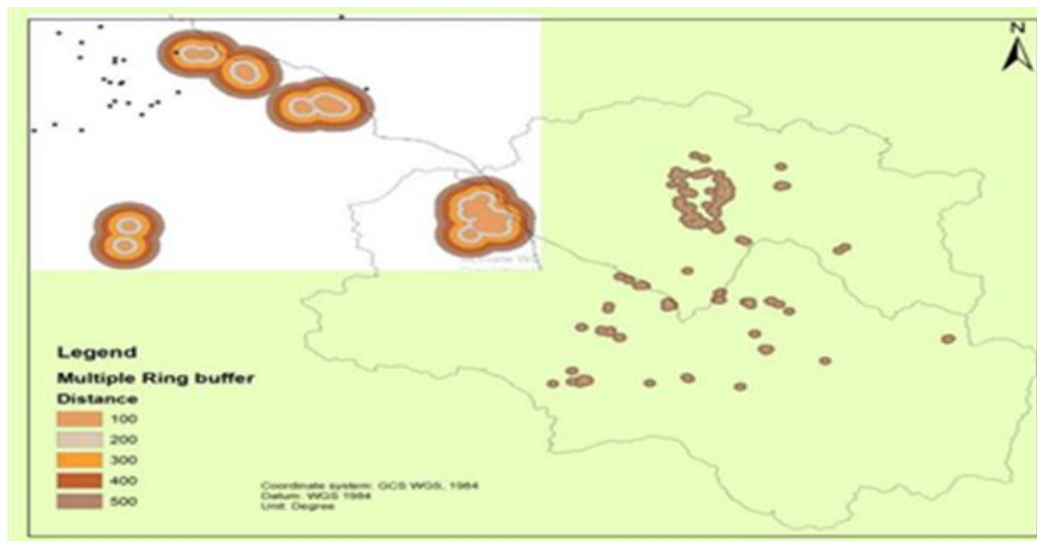 N
Legend
Multiple Ring buffer
Distance
100
200
300
400
500
Coordinate system: GCS WGS, 1984
Datum: WGS 1984
Unit: Degree